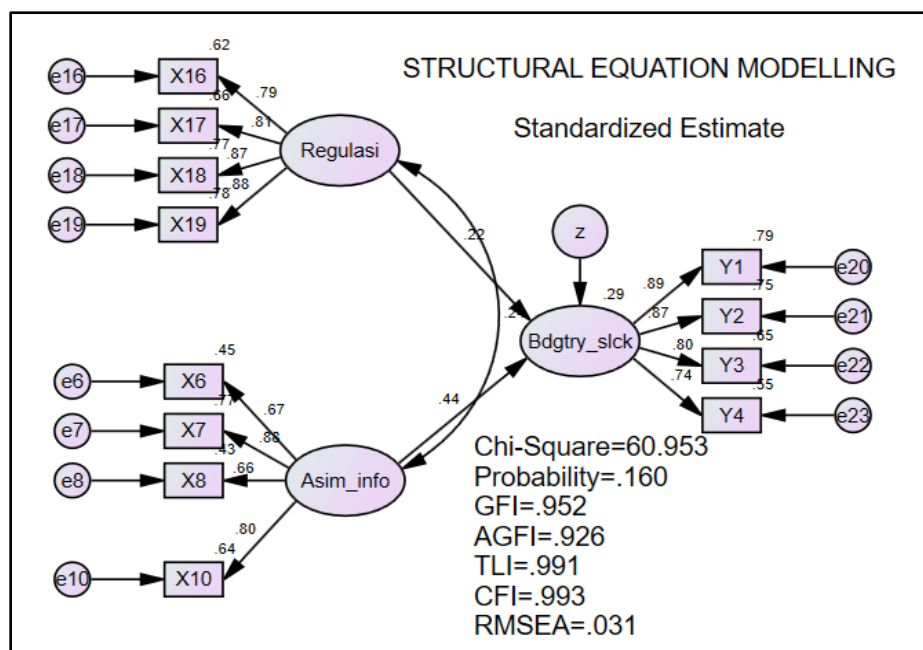 STRUCTURAL EQUATION MODELLING
Standardized Estimate
.62
e16 X16
.79
.66
e17 X17
.81
.77
e18 X18
.87
.78
e19 X19
.88
Regulasi
.22
z
.29
Bdgtry_slck
.44
.79
.89
Y1 e20
.75
.87
Y2 e21
.65
.80
Y3 e22
.55
.74
Y4 e23
.45
e6 X6
.67
.77
e7 X7
.88
.43
e8 X8
.66
Asim_info
.80
.64
e10 X10
Chi-Square=60.953
Probability=.160
GFI=.952
AGFI=.926
TLI=.991
CFI=.993
RMSEA=.031